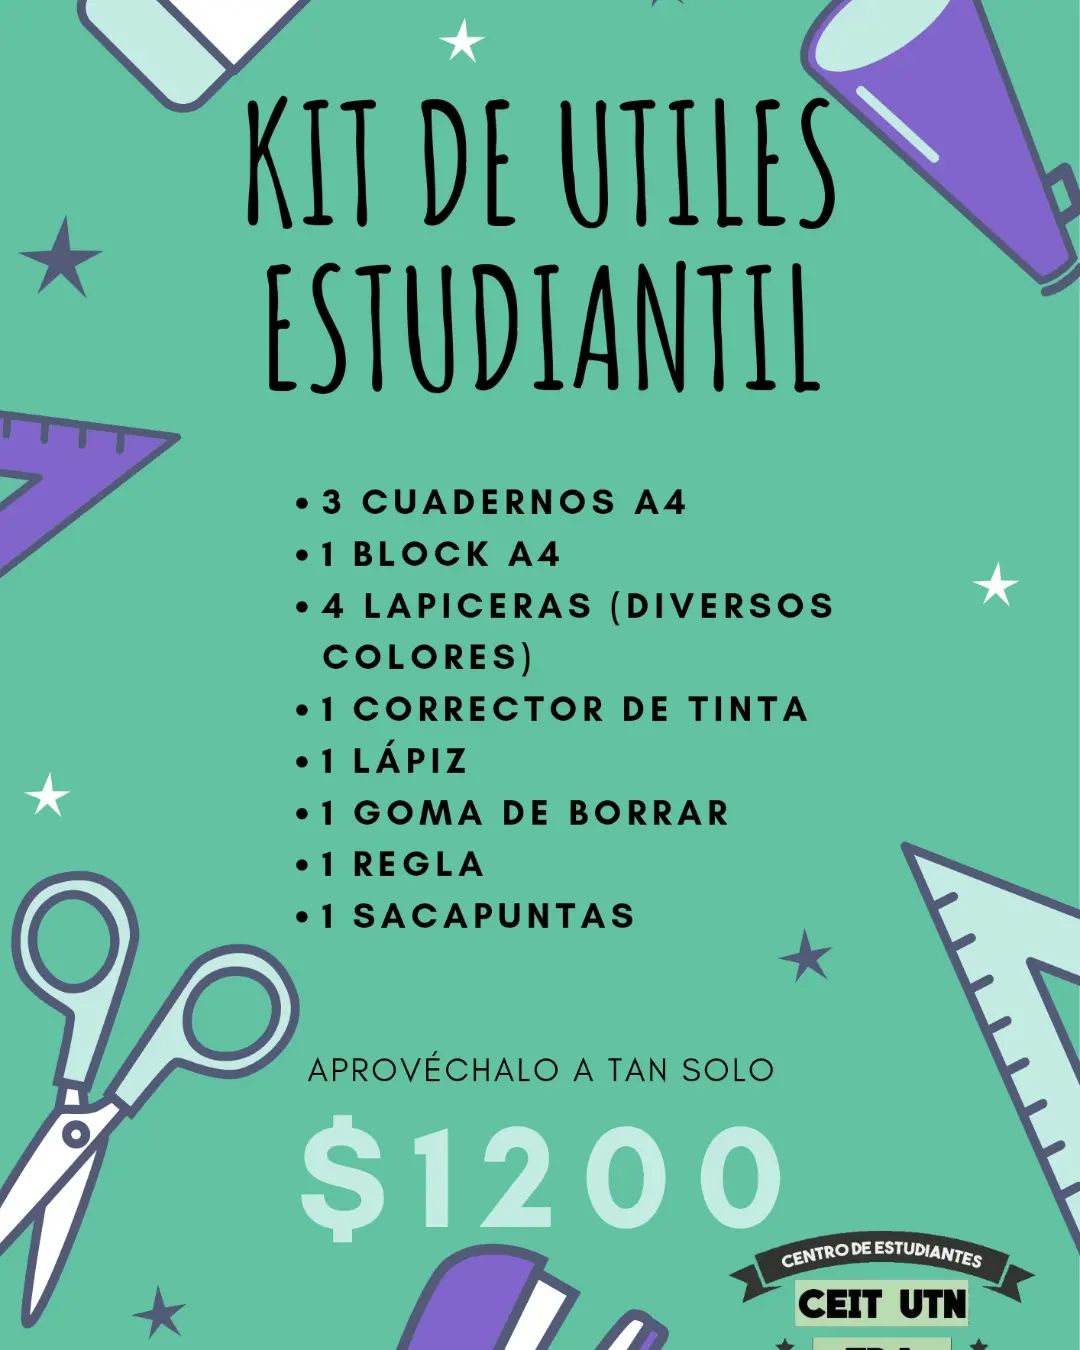 KIT DE UTILES
ESTUDIANTIL
• 3 CUADERNOS A4
• 1 BLOCK A4
• 4 LAPICERAS (DIVERSOS
COLORES)
• 1 CORRECTOR DE TINTA
• 1 LÁPIZ
• 1 GOMA DE BORRAR
• 1 REGLA
• 1 SACAPUNTAS
APROVÉCHALO A TAN SOLO
$1200
CENTRO DE ESTUDIANTES
CEIT UTN